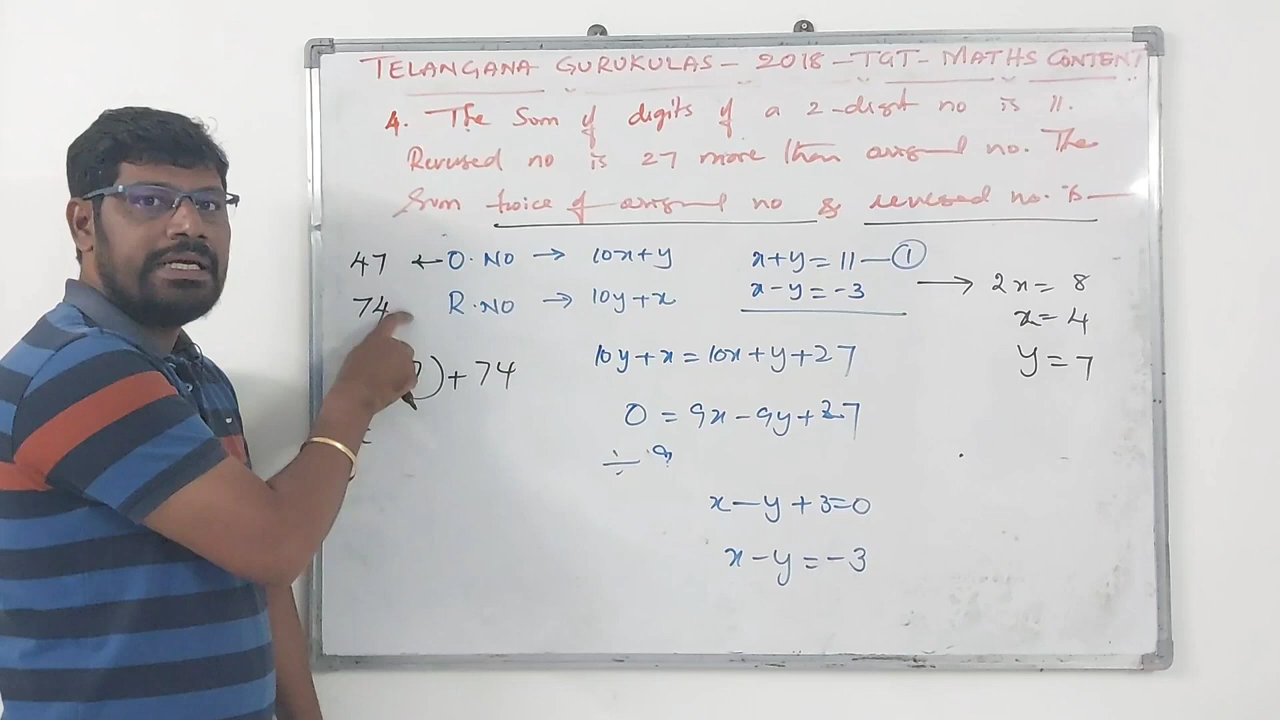 TELANGANA GURUKULAS - 2018 - TGT - MATHS CONTENT
4. The Sum of digits of a 2-digit no is 11.
Reversed no is 27 more than original no. The
Sum twice of original no & reversed no. is —
47 ← O.NO → 10x+y
74 R.NO → 10y+x
x+y = 11 — ①
x-y = -3
→ 2x = 8
x = 4
y = 7
) + 74
10y+x = 10x+y+27
0 = 9x-9y+27
÷ 9
x-y+3=0
x-y = -3